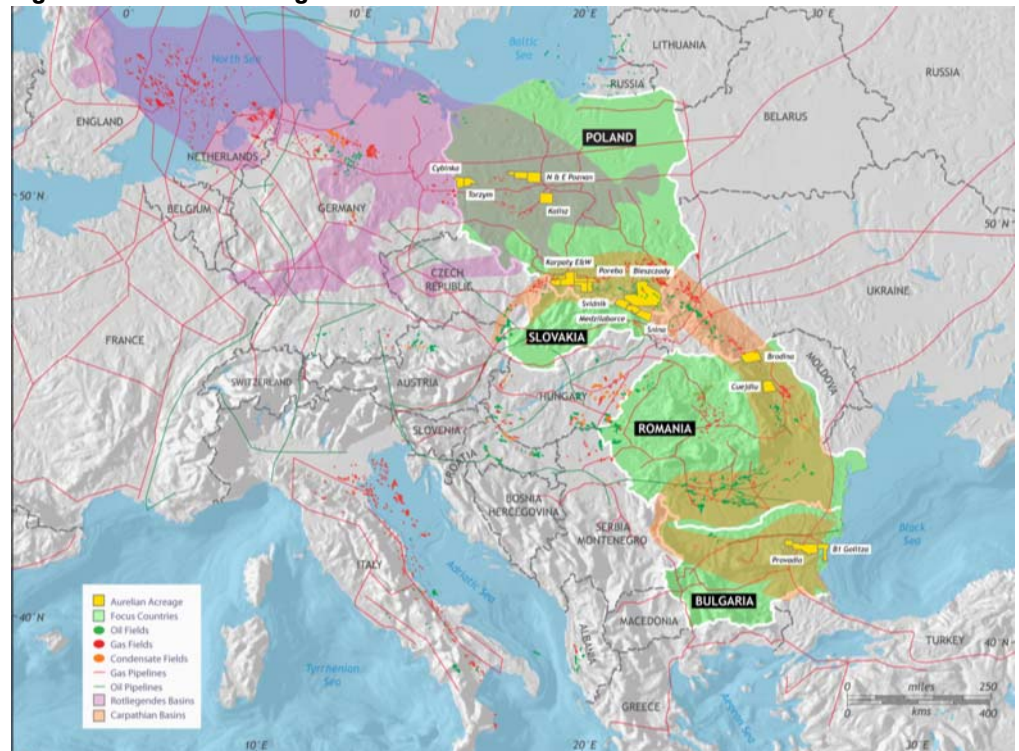 0°
10°E
20°E
30°E
North Sea
Baltic
Sea
LITHUANIA
RUSSIA
RUSSIA
ENGLAND
NETHERLANDS
POLAND
BELARUS
50°N
Cybinka
N & E Poznan
Torzym
Kalisz
BELGIUM
GERMANY
50°N
CZECH
REPUBLIC
Karpaty E&W
Poreba
Bieszczady
UKRAINE
Svidnik
Medzilaborce
Snina
FRANCE
SLOVAKIA
Brodina
MOLDOVA
SWITZERLAND
AUSTRIA
HUNGARY
Cuejdiu
SLOVENIA
ROMANIA
CROATIA
BOSNIA
HERCEGOVINA
SERBIA
MONTENEGRO
Black
Sea
B1 Golitza
Provadia
ITALY
Adriatic Sea
BULGARIA
40°N
MACEDONIA
ALBANIA
TURKEY
40°N
Tyrrhenian
Sea
GREECE
Aegean Sea
Aurelian Acreage
Focus Countries
Oil Fields
Gas Fields
Condensate Fields
Gas Pipelines
Oil Pipelines
Rotliegendes Basins
Carpathian Basins
0 miles 250
0 kms 400
10°E
20°E
30°E